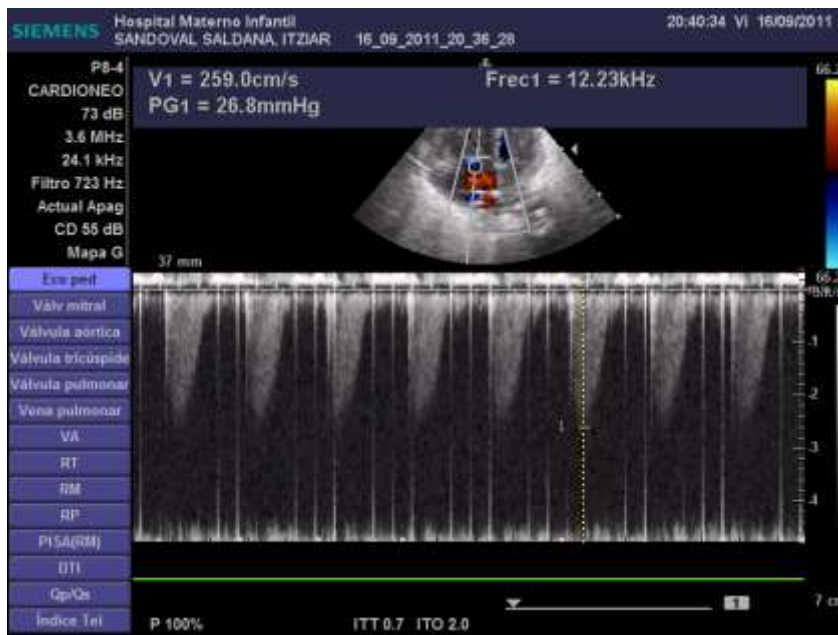 SIEMENS
Hospital Materno Infantil
20:40:34 Vi 16/09/2011
SANDOVAL SALDANA, ITZIAR 16_09_2011_20_36_28
P8-4
CARDIONEO
73 dB
3.6 MHz
24.1 kHz
Filtro 723 Hz
Actual Apag
CD 55 dB
Mapa G
V1 = 259.0cm/s Frec1 = 12.23kHz
PG1 = 26.8mmHg
37 mm
Eco ped
Válv mitral
Válvula aórtica
Válvula tricúspide
Válvula pulmonar
Vena pulmonar
VA
RT
RM
RP
PISA(RM)
DTI
Qp/Qs
Índice Tei
-1
-2
-3
-4
1
1
P 100% ITT 0.7 ITO 2.0